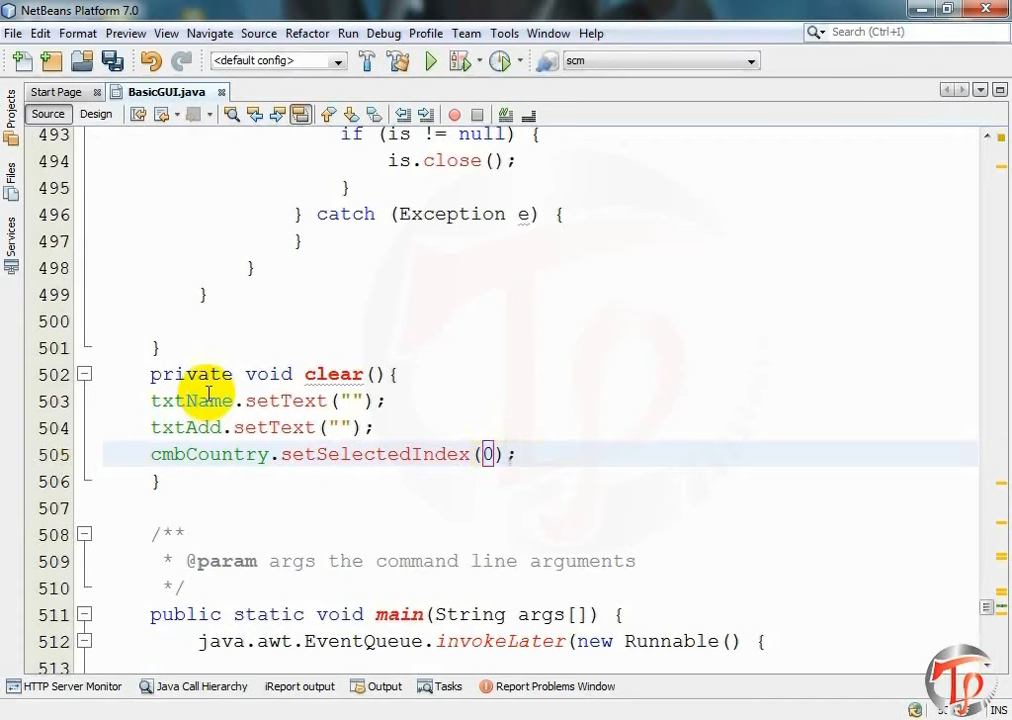 NetBeans Platform 7.0
File Edit Format Preview View Navigate Source Refactor Run Debug Profile Team Tools Window Help Search (Ctrl+I)
<default config> scm
Start Page BasicGUI.java
Source Design
Projects
Files
Services
493 if (is != null) {
494 is.close();
495 }
496 } catch (Exception e) {
497 }
498 }
499 }
500
501 }
502 private void clear(){
503 txtName.setText("");
504 txtAdd.setText("");
505 cmbCountry.setSelectedIndex(0);
506 }
507
508 /**
509 * @param args the command line arguments
510 */
511 public static void main(String args[]) {
512 java.awt.EventQueue.invokeLater(new Runnable() {
513
HTTP Server Monitor Java Call Hierarchy iReport output Output Tasks Report Problems Window
INS